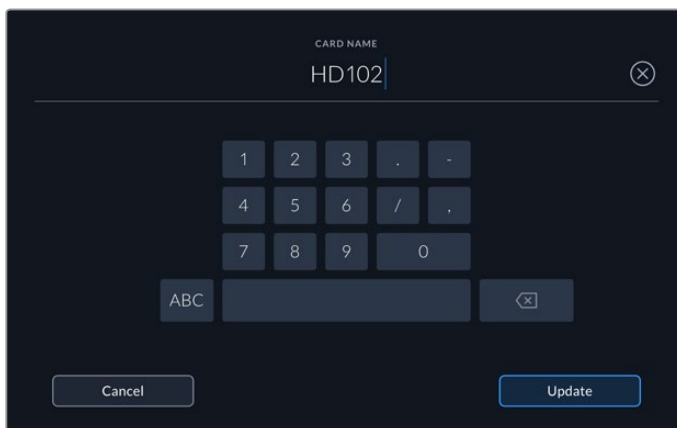 CARD NAME
HD102
1 2 3 . -
4 5 6 / ,
7 8 9 0
ABC
Cancel Update